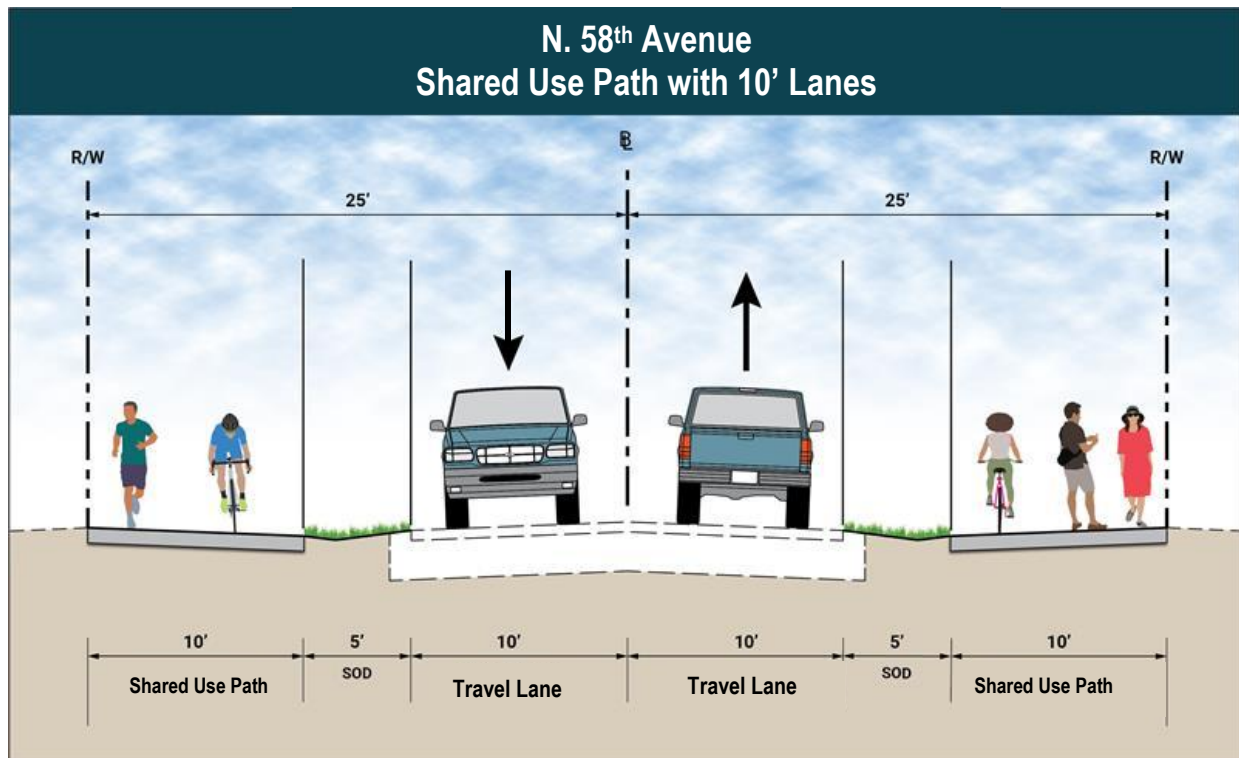 N. 58th Avenue
Shared Use Path with 10’ Lanes
R/W
R/W
25’
25’
10’
5’
10’
10’
5’
10’
Shared Use Path
SOD
Travel Lane
Travel Lane
SOD
Shared Use Path